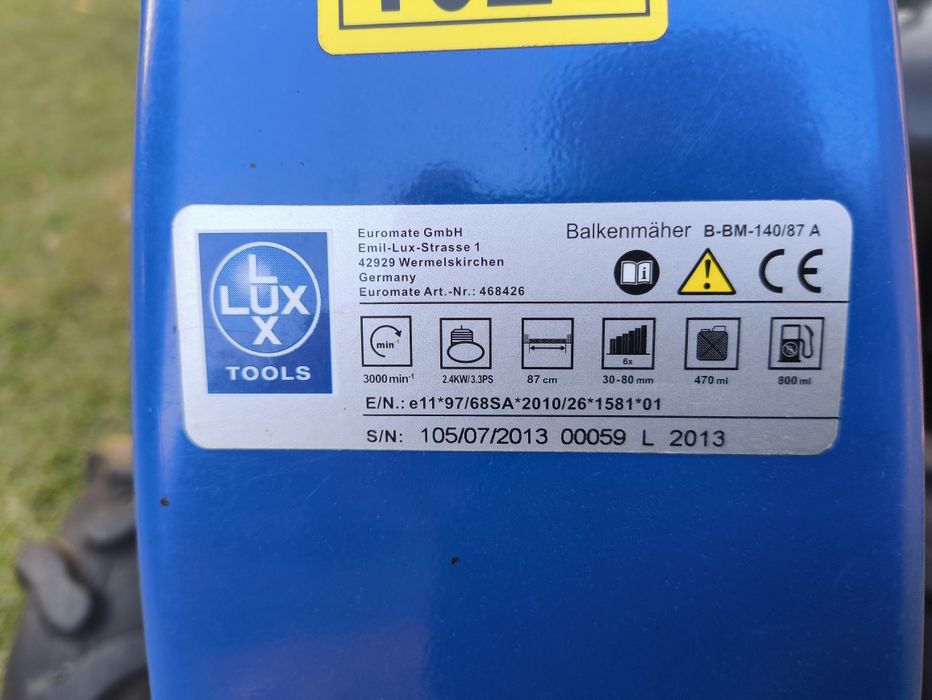 LUX
LUX
TOOLS
Euromate GmbH
Emil-Lux-Strasse 1
42929 Wermelskirchen
Germany
Euromate Art.-Nr.: 468426
Balkenmäher B-BM-140/87 A
i
CE
min-1
6x
3000 min-1
2.4KW/3.3PS
87 cm
30-80 mm
470 ml
800 ml
E/N.: e11*97/68SA*2010/26*1581*01
S/N: 105/07/2013 00059 L 2013